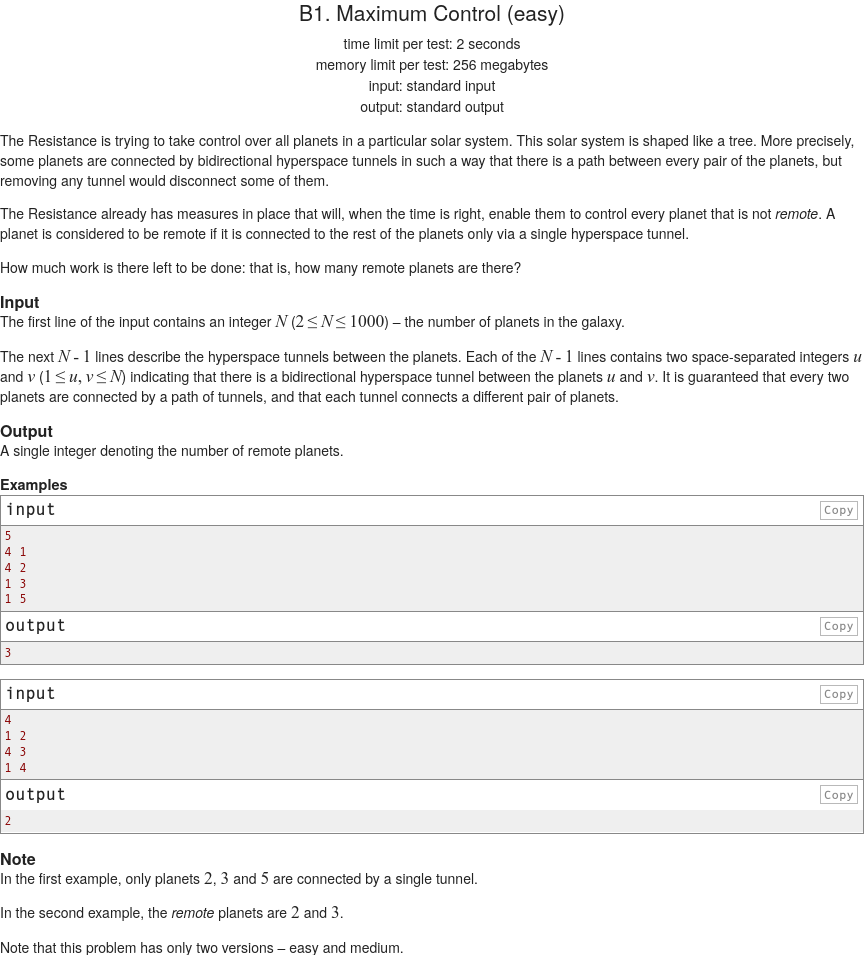 B1. Maximum Control (easy)
time limit per test: 2 seconds
memory limit per test: 256 megabytes
input: standard input
output: standard output
The Resistance is trying to take control over all planets in a particular solar system. This solar system is shaped like a tree. More precisely,
some planets are connected by bidirectional hyperspace tunnels in such a way that there is a path between every pair of the planets, but
removing any tunnel would disconnect some of them.
The Resistance already has measures in place that will, when the time is right, enable them to control every planet that is not remote. A
planet is considered to be remote if it is connected to the rest of the planets only via a single hyperspace tunnel.
How much work is there left to be done: that is, how many remote planets are there?
Input
The first line of the input contains an integer N (2 ≤ N ≤ 1000) – the number of planets in the galaxy.
The next N - 1 lines describe the hyperspace tunnels between the planets. Each of the N - 1 lines contains two space-separated integers u
and v (1 ≤ u, v ≤ N) indicating that there is a bidirectional hyperspace tunnel between the planets u and v. It is guaranteed that every two
planets are connected by a path of tunnels, and that each tunnel connects a different pair of planets.
Output
A single integer denoting the number of remote planets.
Examples
input Copy
5
4 1
4 2
1 3
1 5
output Copy
3
input Copy
4
1 2
4 3
1 4
output Copy
2
Note
In the first example, only planets 2, 3 and 5 are connected by a single tunnel.
In the second example, the remote planets are 2 and 3.
Note that this problem has only two versions – easy and medium.